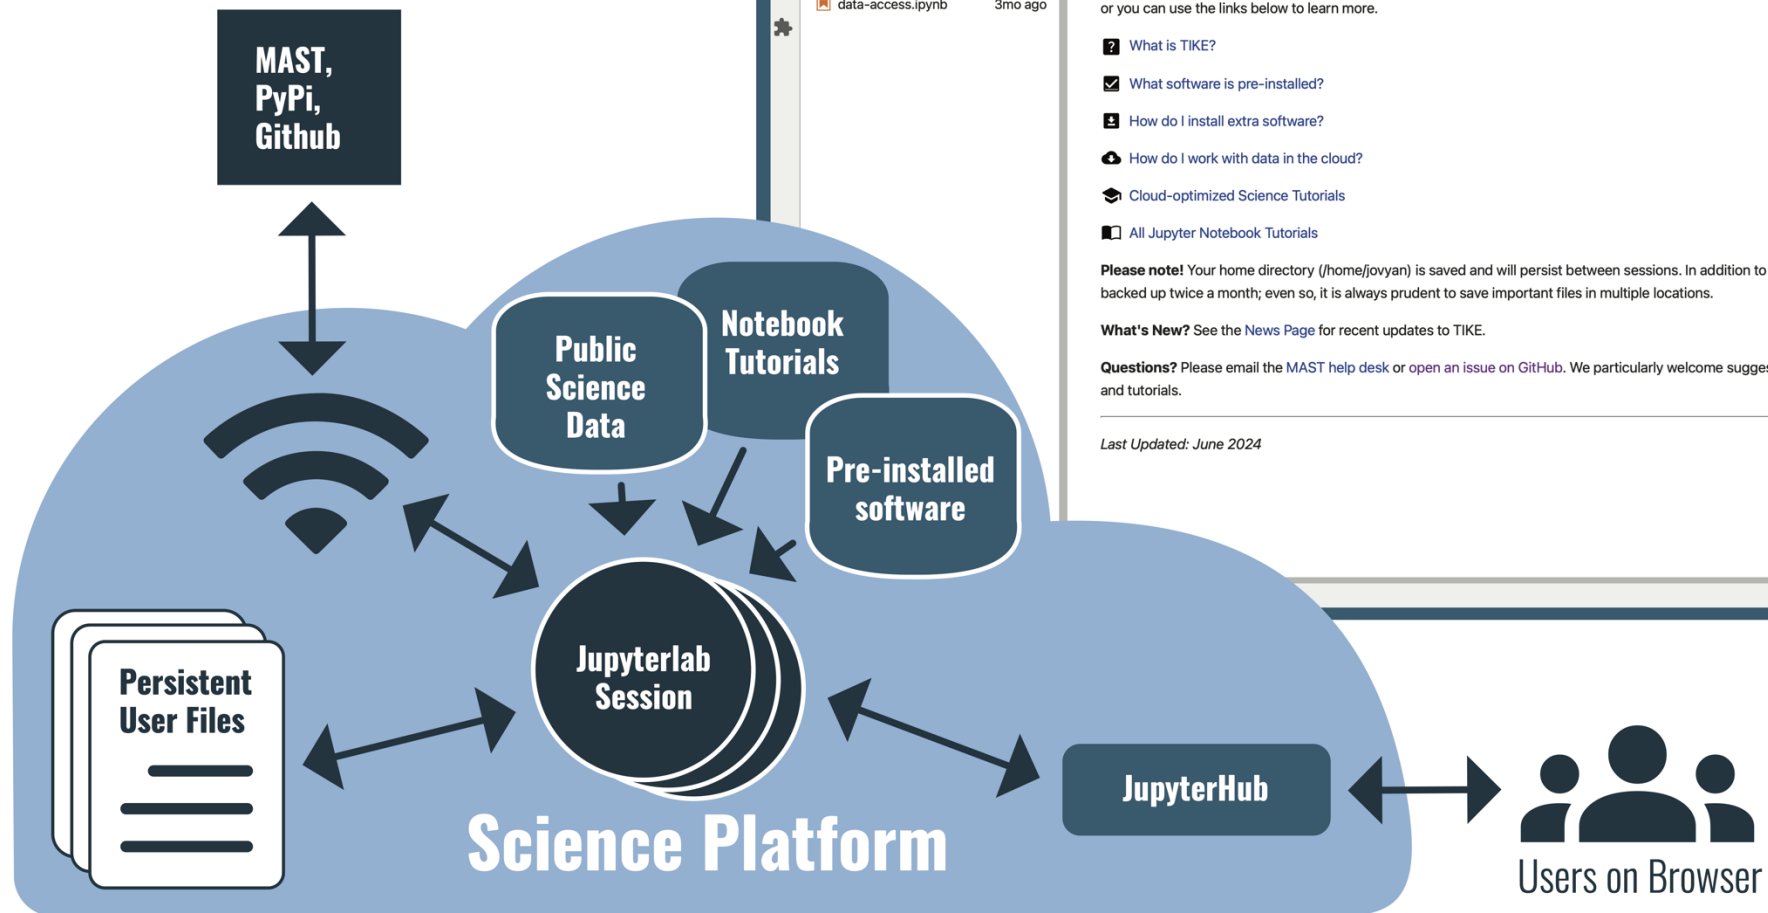 data-access.ipynb 3mo ago
or you can use the links below to learn more.
What is TIKE?
What software is pre-installed?
How do I install extra software?
How do I work with data in the cloud?
Cloud-optimized Science Tutorials
All Jupyter Notebook Tutorials
Please note! Your home directory (/home/jovyan) is saved and will persist between sessions. In addition to
backed up twice a month; even so, it is always prudent to save important files in multiple locations.
What's New? See the News Page for recent updates to TIKE.
Questions? Please email the MAST help desk or open an issue on GitHub. We particularly welcome sugges
and tutorials.
Last Updated: June 2024
MAST,
PyPi,
Github
Public
Science
Data
Notebook
Tutorials
Pre-installed
software
Jupyterlab
Session
Persistent
User Files
JupyterHub
Science Platform
Users on Browser